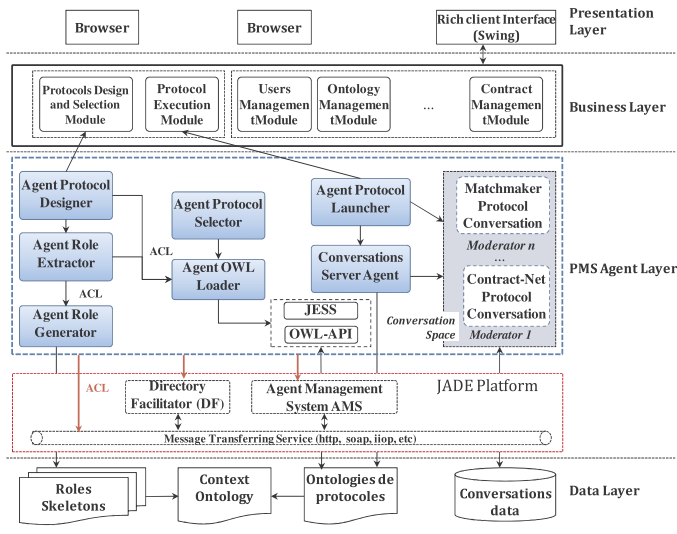 Browser
Browser
Rich client Interface
(Swing)
Presentation
Layer
Protocols Design
and Selection
Module
Protocol
Execution
Module
Users
Managemen
tModule
Ontology
Managemen
tModule
...
Contract
Managemen
tModule
Business Layer
Agent Protocol
Designer
Agent Protocol
Selector
Agent Protocol
Launcher
Matchmaker
Protocol
Conversation
Moderator n
...
Agent Role
Extractor
ACL
Agent OWL
Loader
Conversations
Server Agent
Contract-Net
Protocol
Conversation
Moderator 1
PMS Agent Layer
ACL
Agent Role
Generator
JESS
OWL-API
Conversation
Space
ACL
Directory
Facilitator (DF)
Agent Management
System AMS
JADE Platform
Message Transferring Service (http, soap, iiop, etc)
Roles
Skeletons
Context
Ontology
Ontologies de
protocoles
Conversations
data
Data Layer